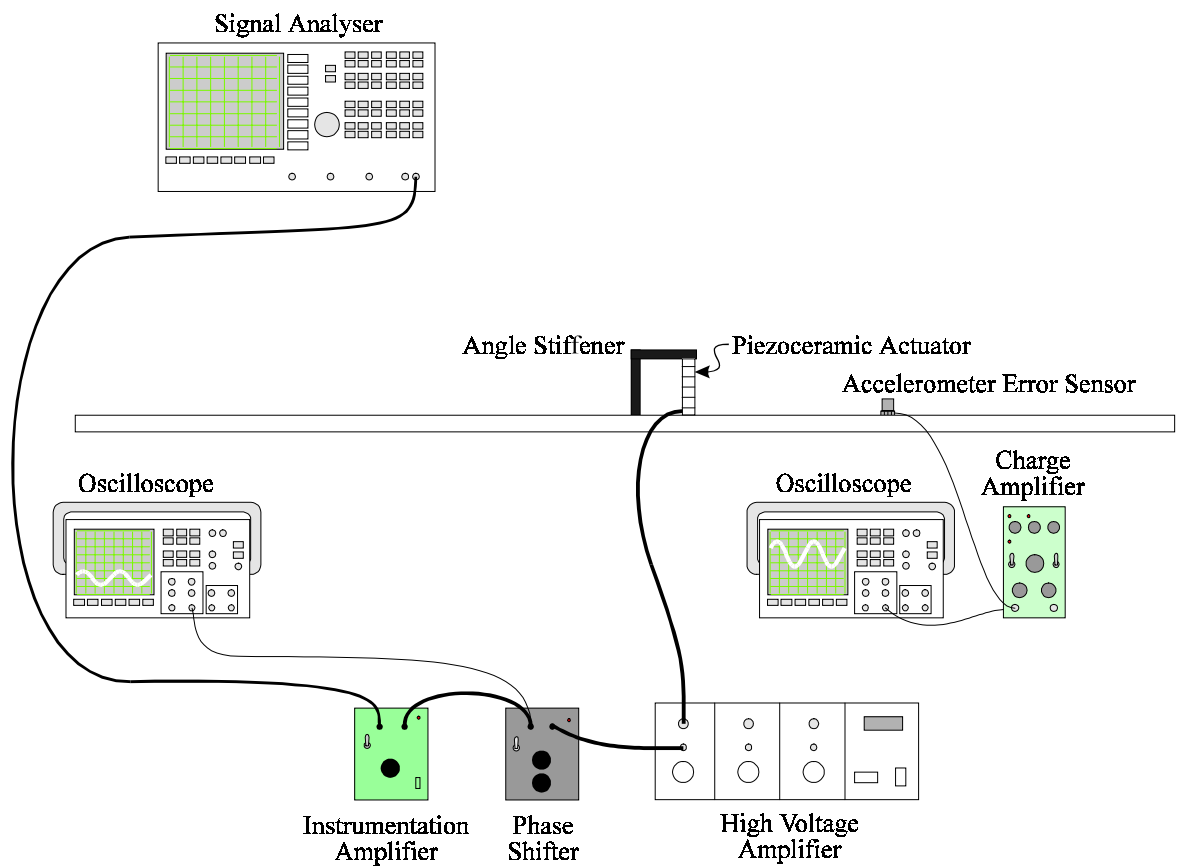 Signal Analyser
Angle Stiffener
Piezoceramic Actuator
Accelerometer Error Sensor
Oscilloscope
Oscilloscope
Charge
Amplifier
Instrumentation
Amplifier
Phase
Shifter
High Voltage
Amplifier